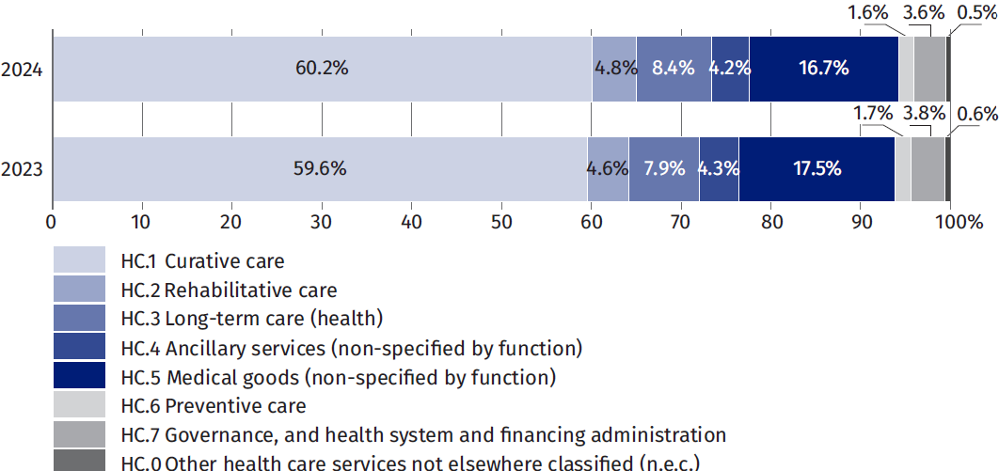 1.6% 3.6% 0.5%
2024 60.2% 4.8% 8.4% 4.2% 16.7%
1.7% 3.8% 0.6%
2023 59.6% 4.6% 7.9% 4.3% 17.5%
0 10 20 30 40 50 60 70 80 90 100%
HC.1 Curative care
HC.2 Rehabilitative care
HC.3 Long-term care (health)
HC.4 Ancillary services (non-specified by function)
HC.5 Medical goods (non-specified by function)
HC.6 Preventive care
HC.7 Governance, and health system and financing administration
HC.0 Other health care services not elsewhere classified (n.e.c.)